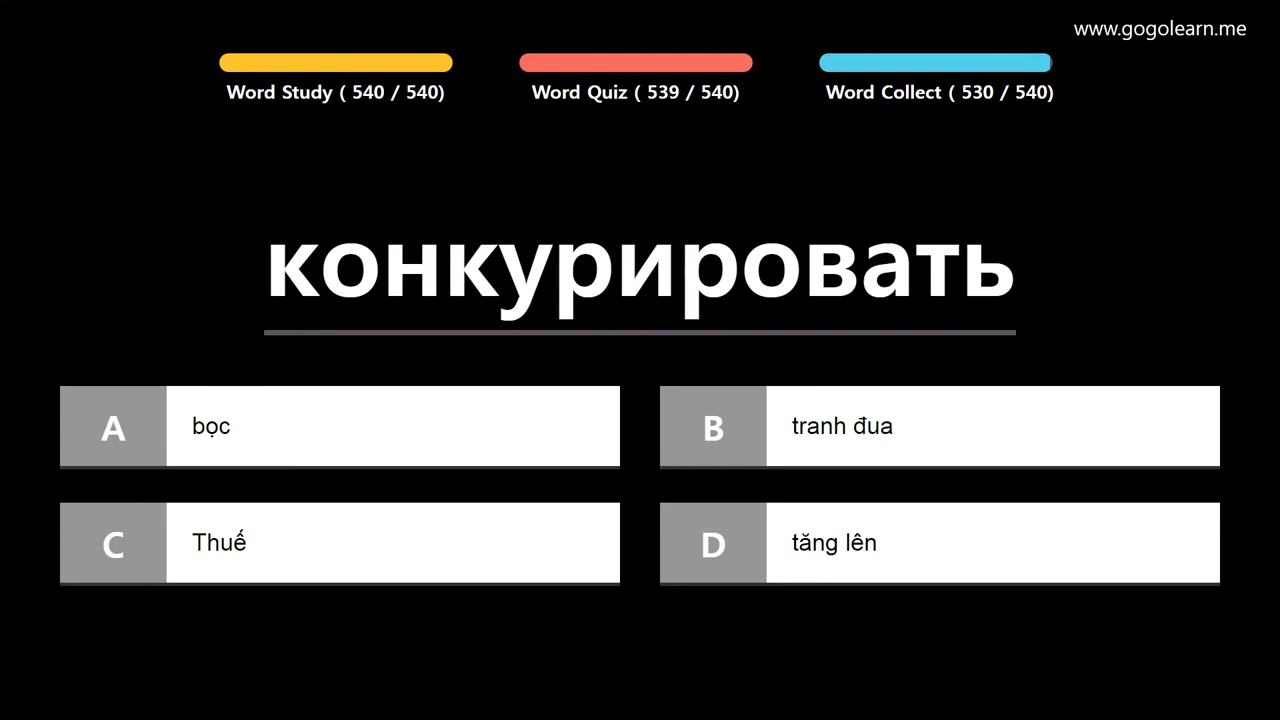 www.gogolearn.me
Word Study ( 540 / 540)
Word Quiz ( 539 / 540)
Word Collect ( 530 / 540)
конкурировать
A bọc
B tranh đua
C Thuế
D tăng lên